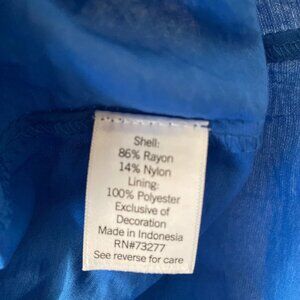 Shell:
86% Rayon
14% Nylon
Lining:
100% Polyester
Exclusive of
Decoration
Made in Indonesia
RN#73277
See reverse for care